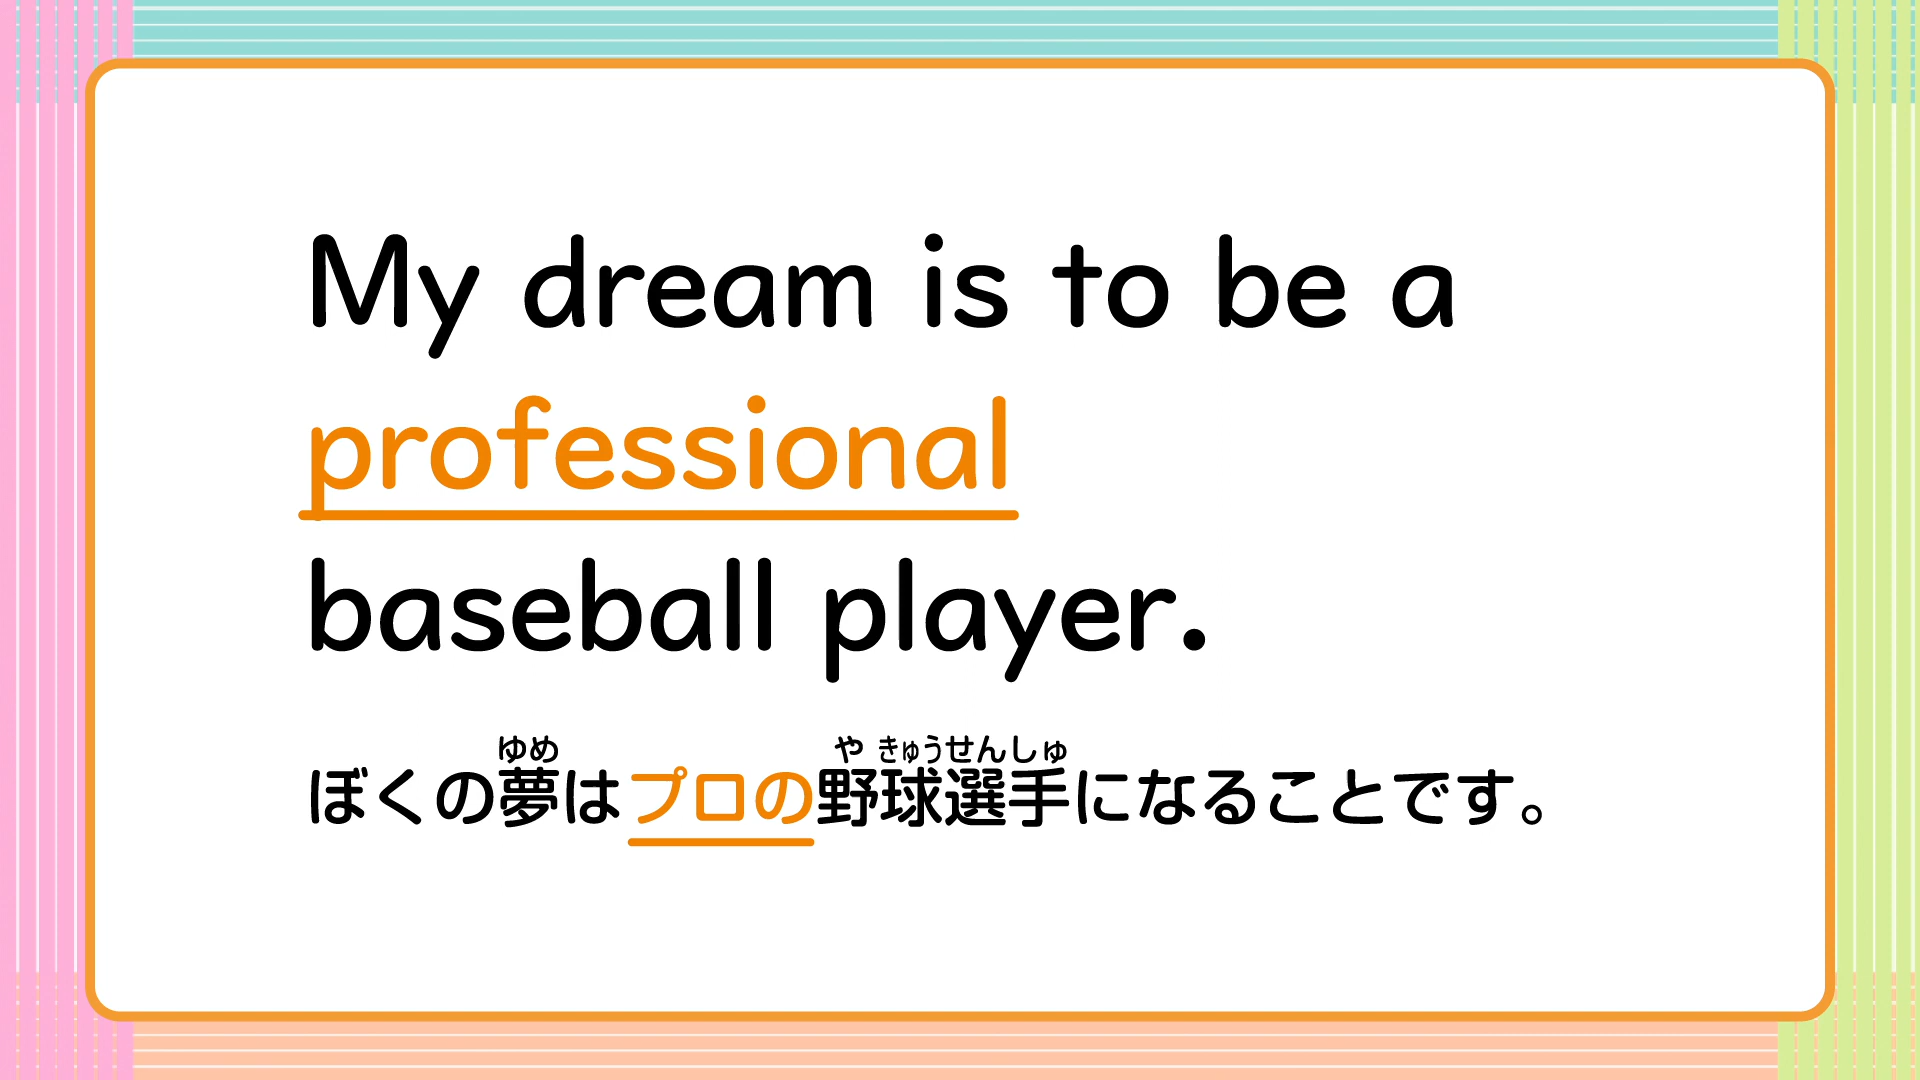 My dream is to be a
professional
baseball player.
ゆめ や きゅうせんしゅ
ぼくの夢はプロの野球選手になることです。